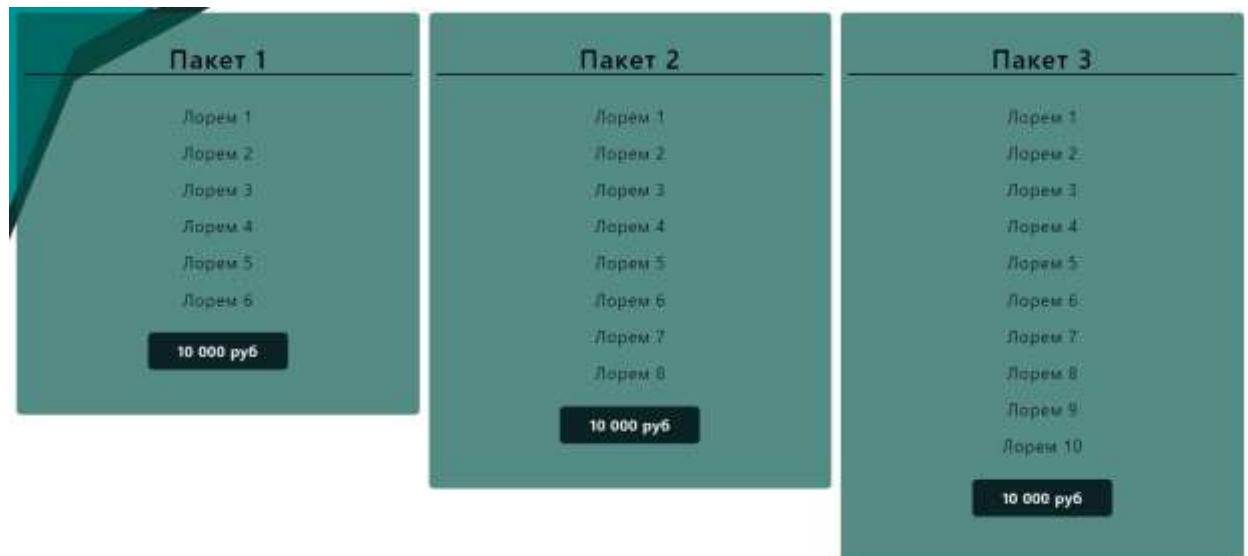 Пакет 1
Лорем 1
Лорем 2
Лорем 3
Лорем 4
Лорем 5
Лорем 6
10 000 руб
Пакет 2
Лорем 1
Лорем 2
Лорем 3
Лорем 4
Лорем 5
Лорем 6
Лорем 7
Лорем 8
10 000 руб
Пакет 3
Лорем 1
Лорем 2
Лорем 3
Лорем 4
Лорем 5
Лорем 6
Лорем 7
Лорем 8
Лорем 9
Лорем 10
10 000 руб